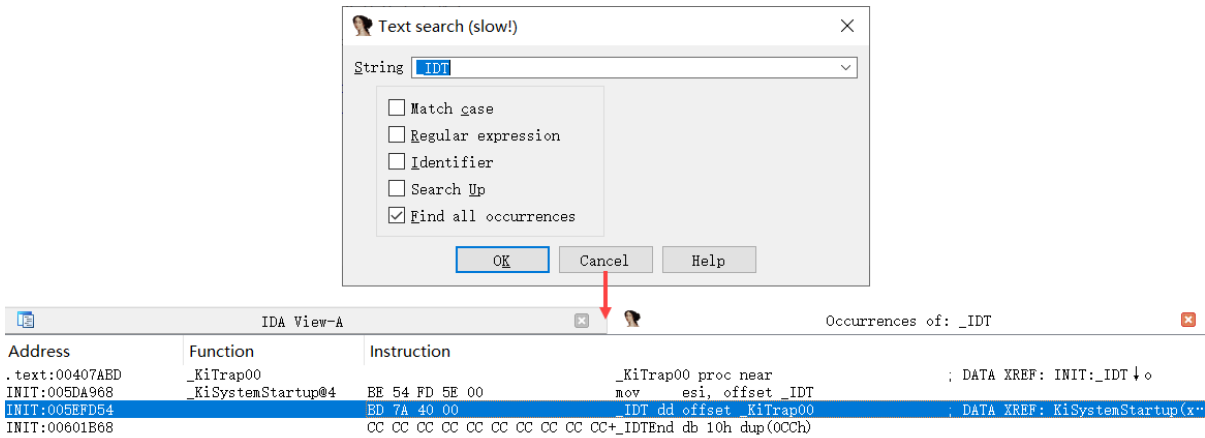 Text search (slow!)
String _IDT
Match case
Regular expression
Identifier
Search Up
Find all occurrences
OK Cancel Help
IDA View-A Occurrences of: _IDT
Address Function Instruction
.text:00407ABD _KiTrap00 _KiTrap00 proc near ; DATA XREF: INIT:_IDT↓o
INIT:005DA968 _KiSystemStartup@4 BE 54 FD 5E 00 mov esi, offset _IDT
INIT:005EFD54 BD 7A 40 00 _IDT dd offset _KiTrap00 ; DATA XREF: KiSystemStartup(x…
INIT:00601B68 CC CC CC CC CC CC CC CC CC CC+_IDTEnd db 10h dup(0CCh)